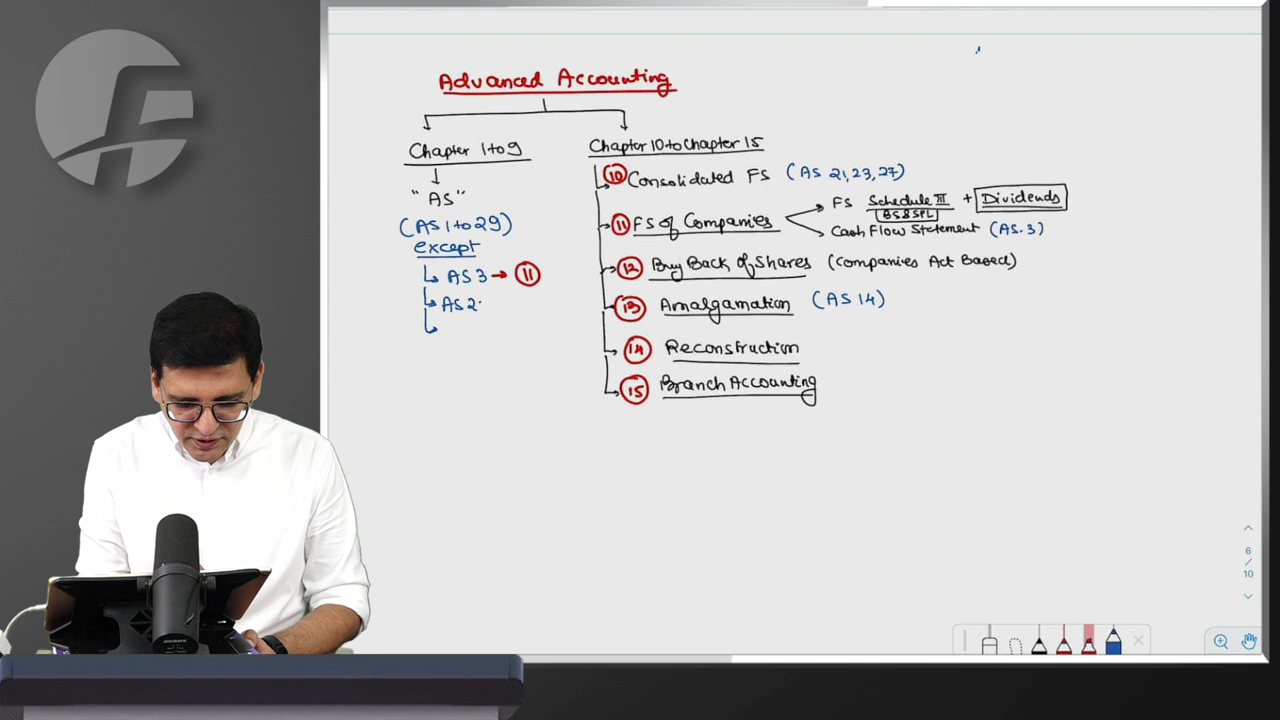 Advanced Accounting
Chapter 1 to 9
"AS"
(AS 1 to 29)
except
AS 3 → 11
AS 2
Chapter 10 to Chapter 15
10 Consolidated FS (AS 21, 23, 27)
11 FS of Companies
FS Schedule III + Dividends
BS & SPL
Cash Flow Statement (AS-3)
12 Buy Back of Shares (Companies Act Based)
13 Amalgamation (AS 14)
14 Reconstruction
15 Branch Accounting
6
/
10